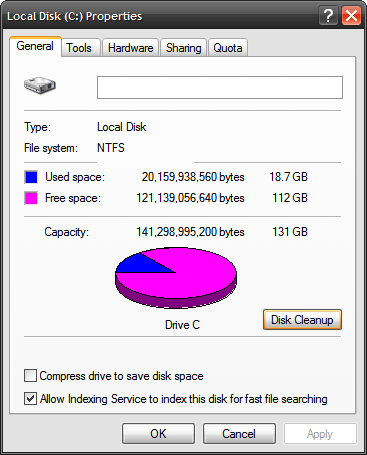 Local Disk (C:) Properties
General Tools Hardware Sharing Quota
Type: Local Disk
File system: NTFS
Used space: 20,159,938,560 bytes 18.7 GB
Free space: 121,139,056,640 bytes 112 GB
Capacity: 141,298,995,200 bytes 131 GB
Drive C
Disk Cleanup
Compress drive to save disk space
Allow Indexing Service to index this disk for fast file searching
OK Cancel Apply